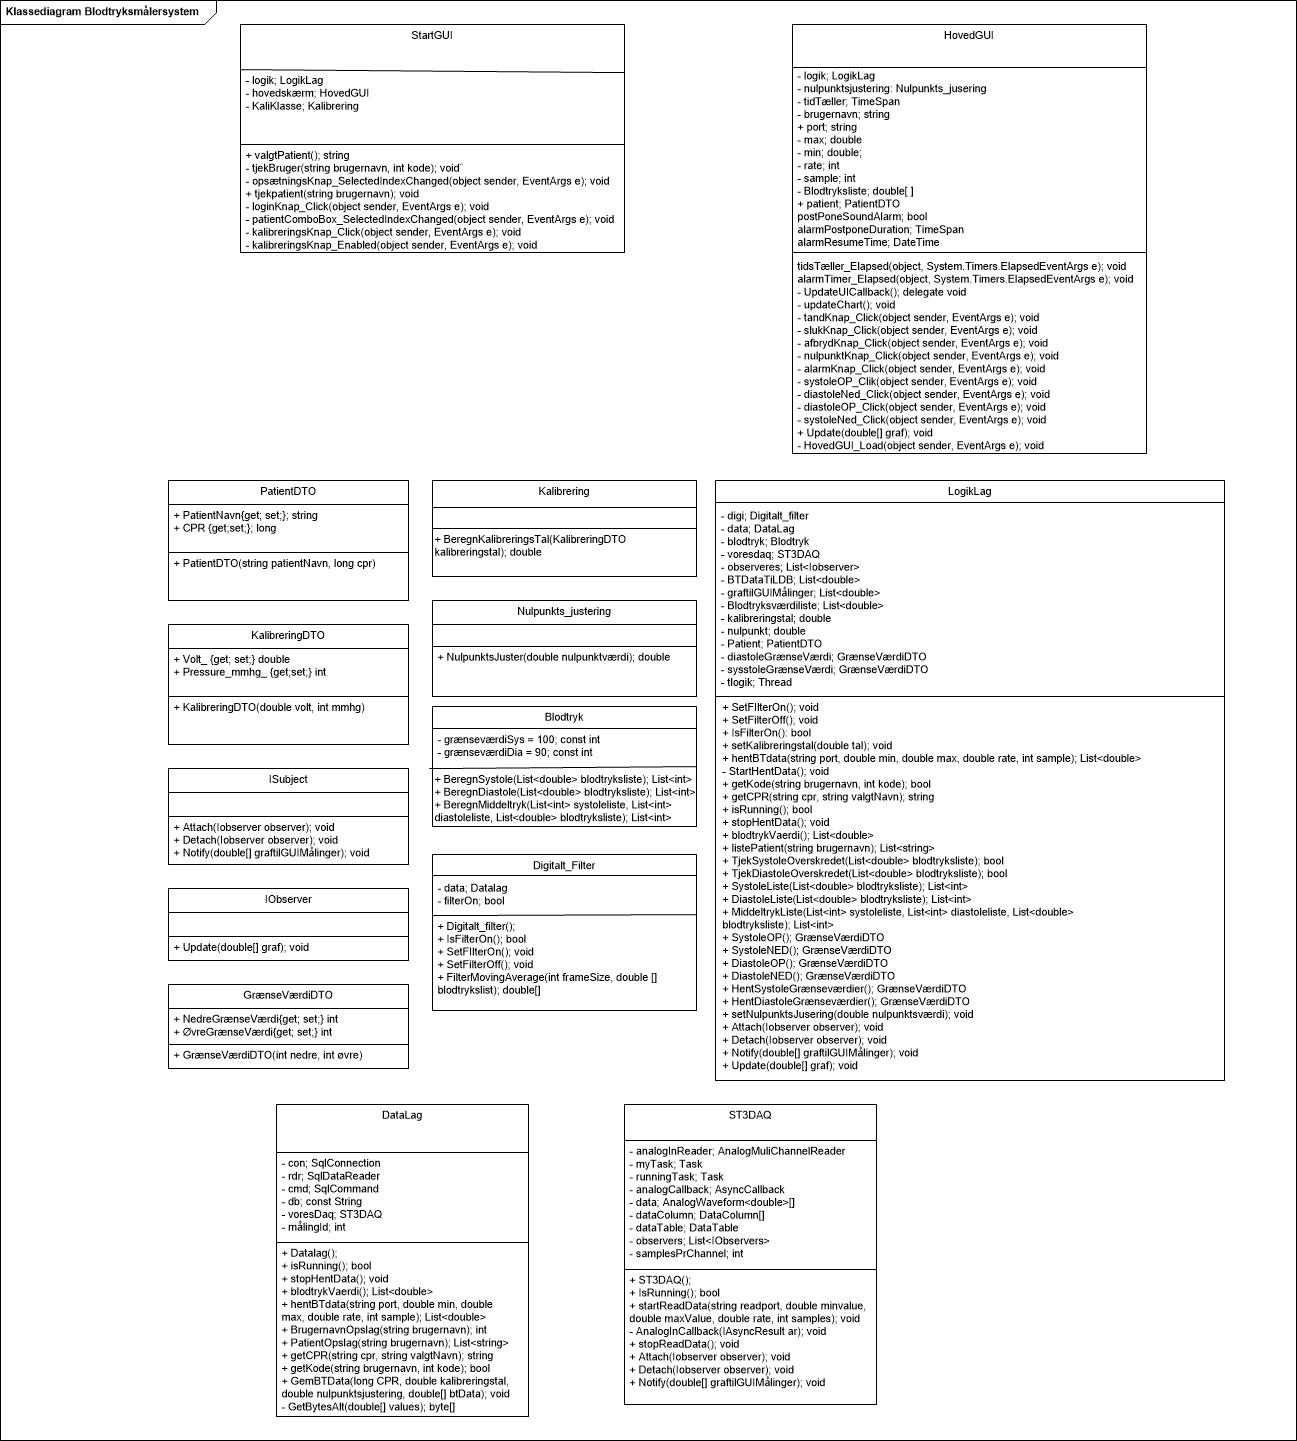 Klassediagram Blodtryksmålersystem
StartGUI
- logik; LogikLag
- hovedskærm; HovedGUI
- KaliKlasse; Kalibrering
+ valgtPatient(); string
- tjekBruger(string brugernavn, int kode); void¨
- opsætningsKnap_SelectedIndexChanged(object sender, EventArgs e); void
+ tjekpatient(string brugernavn); void
- loginKnap_Click(object sender, EventArgs e); void
- patientComboBox_SelectedIndexChanged(object sender, EventArgs e); void
- kalibreringsKnap_Click(object sender, EventArgs e); void
- kalibreringsKnap_Enabled(object sender, EventArgs e); void
HovedGUI
- logik; LogikLag
- nulpunktsjustering: Nulpunkts_jusering
- tidTæller; TimeSpan
- brugernavn; string
+ port; string
- max; double
- min; double;
- rate; int
- sample; int
- Blodtryksliste; double[ ]
+ patient; PatientDTO
postPoneSoundAlarm; bool
alarmPostponeDuration; TimeSpan
alarmResumeTime; DateTime
tidsTæller_Elapsed(object, System.Timers.ElapsedEventArgs e); void
alarmTimer_Elapsed(object, System.Timers.ElapsedEventArgs e); void
- UpdateUICallback(); delegate void
- updateChart(); void
- tandKnap_Click(object sender, EventArgs e); void
- slukKnap_Click(object sender, EventArgs e); void
- afbrydKnap_Click(object sender, EventArgs e); void
- nulpunktKnap_Click(object sender, EventArgs e); void
- alarmKnap_Click(object sender, EventArgs e); void
- systoleOP_Clik(object sender, EventArgs e); void
- diastoleNed_Click(object sender, EventArgs e); void
- diastoleOP_Click(object sender, EventArgs e); void
- systoleNed_Click(object sender, EventArgs e); void
+ Update(double[] graf); void
- HovedGUI_Load(object sender, EventArgs e); void
PatientDTO
+ PatientNavn{get; set;}; string
+ CPR {get;set;}; long
+ PatientDTO(string patientNavn, long cpr)
KalibreringDTO
+ Volt_ {get; set;} double
+ Pressure_mmhg_ {get;set;} int
+ KalibreringDTO(double volt, int mmhg)
ISubject
+ Attach(Iobserver observer); void
+ Detach(Iobserver observer); void
+ Notify(double[] graftilGUIMålinger); void
IObserver
+ Update(double[] graf); void
GrænseVærdiDTO
+ NedreGrænseVærdi{get; set;} int
+ ØvreGrænseVærdi{get; set;} int
+ GrænseVærdiDTO(int nedre, int øvre)
Kalibrering
+ BeregnKalibreringsTal(KalibreringDTO
kalibreringstal); double
Nulpunkts_justering
+ NulpunktsJuster(double nulpunktværdi); double
Blodtryk
- grænseværdiSys = 100; const int
- grænseværdiDia = 90; const int
+ BeregnSystole(List<double> blodtryksliste); List<int>
+ BeregnDiastole(List<double> blodtryksliste); List<int>
+ BeregnMiddeltryk(List<int> systoleliste, List<int>
diastoleliste, List<double> blodtryksliste); List<int>
Digitalt_Filter
- data; Datalag
- filterOn; bool
+ Digitalt_filter();
+ IsFilterOn(); bool
+ SetFIlterOn(); void
+ SetFilterOff(); void
+ FilterMovingAverage(int frameSize, double []
blodtrykslist); double[]
LogikLag
- digi; Digitalt_filter
- data; DataLag
- blodtryk; Blodtryk
- voresdaq; ST3DAQ
- observeres; List<Iobserver>
- BTDataTiLDB; List<double>
- graftilGUIMålinger; List<double>
- Blodtryksværdiliste; List<double>
- kalibreringstal; double
- nulpunkt; double
- Patient; PatientDTO
- diastoleGrænseVærdi; GrænseVærdiDTO
- sysstoleGrænseVærdi; GrænseVærdiDTO
- tlogik; Thread
+ SetFIlterOn(); void
+ SetFilterOff(); void
+ IsFilterOn(): bool
+ setKalibreringstal(double tal); void
+ hentBTdata(string port, double min, double max, double rate, int sample); List<double>
- StartHentData(); void
+ getKode(string brugernavn, int kode); bool
+ getCPR(string cpr, string valgtNavn); string
+ isRunning(); bool
+ stopHentData(); void
+ blodtrykVaerdi(); List<double>
+ listePatient(string brugernavn); List<string>
+ TjekSystoleOverskredet(List<double> blodtryksliste); bool
+ TjekDiastoleOverskredet(List<double> blodtryksliste); bool
+ SystoleListe(List<double> blodtryksliste); List<int>
+ DiastoleListe(List<double> blodtryksliste); List<int>
+ MiddeltrykListe(List<int> systoleliste, List<int> diastoleliste, List<double>
blodtryksliste); List<int>
+ SystoleOP(); GrænseVærdiDTO
+ SystoleNED(); GrænseVærdiDTO
+ DiastoleOP(); GrænseVærdiDTO
+ DiastoleNED(); GrænseVærdiDTO
+ HentSystoleGrænseværdier(); GrænseVærdiDTO
+ HentDiastoleGrænseværdier(); GrænseVærdiDTO
+ setNulpunktsJusering(double nulpunktsværdi); void
+ Attach(Iobserver observer); void
+ Detach(Iobserver observer); void
+ Notify(double[] graftilGUIMålinger); void
+ Update(double[] graf); void
DataLag
- con; SqlConnection
- rdr; SqlDataReader
- cmd; SqlCommand
- db; const String
- voresDaq; ST3DAQ
- målingId; int
+ Datalag();
+ isRunning(); bool
+ stopHentData(); void
+ blodtrykVaerdi(); List<double>
+ hentBTdata(string port, double min, double
max, double rate, int sample); List<double>
+ BrugernavnOpslag(string brugernavn); int
+ PatientOpslag(string brugernavn); List<string>
+ getCPR(string cpr, string valgtNavn); string
+ getKode(string brugernavn, int kode); bool
+ GemBTData(long CPR, double kalibreringstal,
double nulpunktsjustering, double[] btData); void
- GetBytesAlt(double[] values); byte[]
ST3DAQ
- analogInReader; AnalogMuliChannelReader
- myTask; Task
- runningTask; Task
- analogCallback; AsyncCallback
- data; AnalogWaveform<double>[]
- dataColumn; DataColumn[]
- dataTable; DataTable
- observers; List<IObservers>
- samplesPrChannel; int
+ ST3DAQ();
+ IsRunning(); bool
+ startReadData(string readport, double minvalue,
double maxValue, double rate, int samples); void
- AnalogInCallback(IAsyncResult ar); void
+ stopReadData(); void
+ Attach(Iobserver observer); void
+ Detach(Iobserver observer); void
+ Notify(double[] graftilGUIMålinger); void